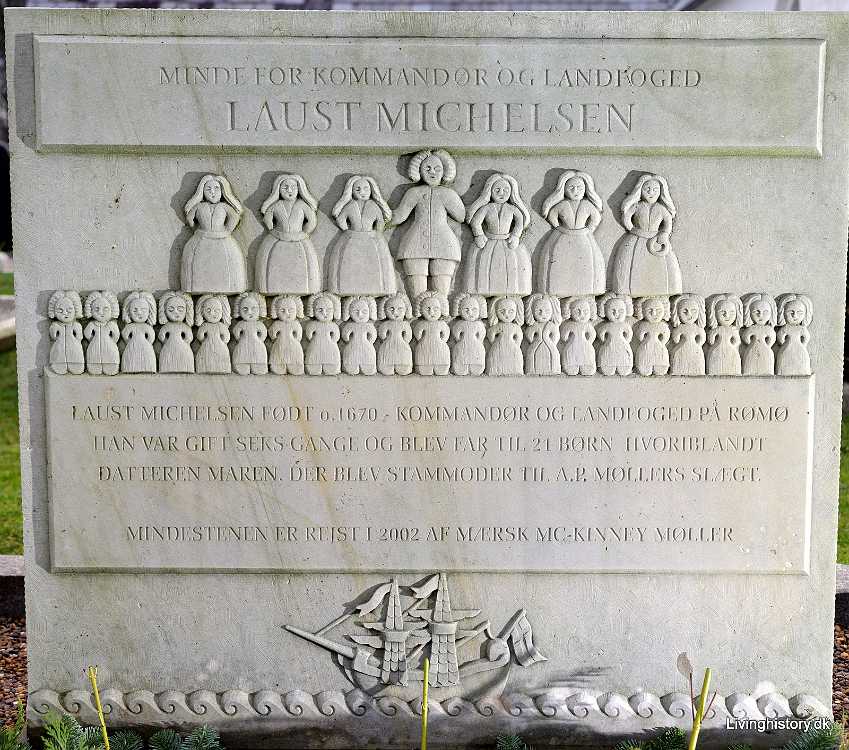 MINDE FOR KOMMANDØR OG LANDFOGED
LAUST MICHELSEN
LAUST MICHELSEN FØDT o.1670 - KOMMANDØR OG LANDFOGED PÅ RØMØ
HAN VAR GIFT SEKS GANGE OG BLEV FAR TIL 21 BØRN HVORIBLANDT
DATTEREN MAREN. DER BLEV STAMMODER TIL A.P. MØLLERS SLÆGT.
MINDESTENEN ER REJST I 2002 AF MÆRSK MC-KINNEY MØLLER
Livinghistory.dk